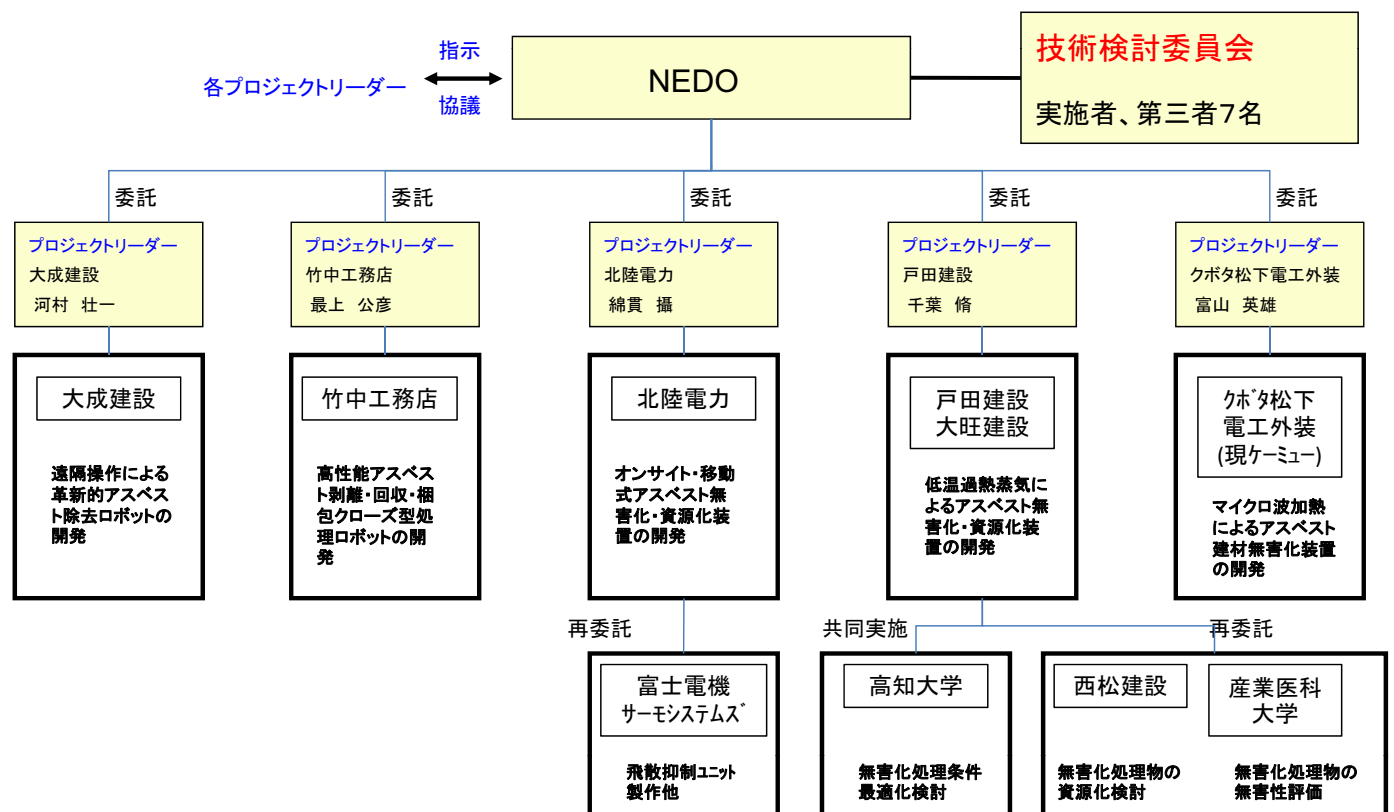 指示
各プロジェクトリーダー
協議
NEDO
技術検討委員会
実施者、第三者7名
委託
委託
委託
委託
委託
プロジェクトリーダー
大成建設
河村 壮一
プロジェクトリーダー
竹中工務店
最上 公彦
プロジェクトリーダー
北陸電力
綿貫 攝
プロジェクトリーダー
戸田建設
千葉 脩
プロジェクトリーダー
クボタ松下電工外装
富山 英雄
大成建設
遠隔操作による
革新的アスベス
ト除去ロボットの
開発
竹中工務店
高性能アスベス
ト剥離・回収・梱
包クローズ型処
理ロボットの開
発
北陸電力
オンサイト・移動
式アスベスト無
害化・資源化装
置の開発
戸田建設
大旺建設
低温過熱蒸気に
よるアスベスト無
害化・資源化装
置の開発
クボタ松下
電工外装
(現ケーミュー)
マイクロ波加熱
によるアスベスト
建材無害化装置
の開発
再委託
富士電機
サーモシステムズ
飛散抑制ユニット
製作他
共同実施
高知大学
無害化処理条件
最適化検討
再委託
西松建設
無害化処理物の
資源化検討
産業医科
大学
無害化処理物の
無害性評価